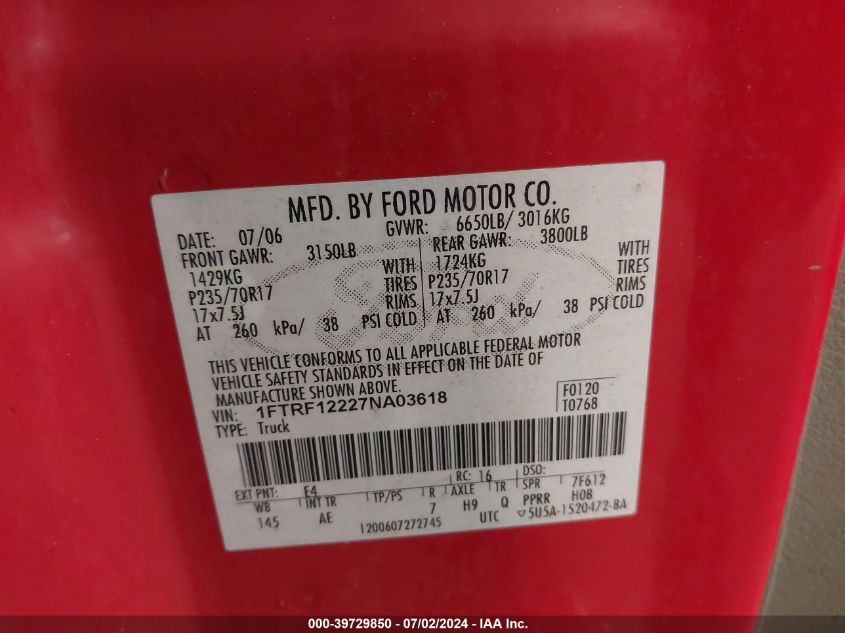 MFD. BY FORD MOTOR CO.
DATE: 07/06 GVWR: 6650LB/ 3016KG
FRONT GAWR: 3150LB REAR GAWR: 3800LB
1429KG WITH 1724KG WITH
P235/70R17 TIRES P235/70R17 TIRES
17x7.5J RIMS 17x7.5J RIMS
AT 260 kPa/ 38 PSI COLD AT 260 kPa/ 38 PSI COLD
THIS VEHICLE CONFORMS TO ALL APPLICABLE FEDERAL MOTOR
VEHICLE SAFETY STANDARDS IN EFFECT ON THE DATE OF
MANUFACTURE SHOWN ABOVE.
VIN: 1FTRF12227NA03618 F0120
TYPE: Truck T0768
EXT PNT: E4 RC: 16 DSO:
WB INT TR TP/PS R AXLE TR SPR 7F612
145 AE 7 H9 Q PPRR H0B
1200607272745 UTC ▽5U5A-1520472-BA
000-39729850 - 07/02/2024 - IAA Inc.